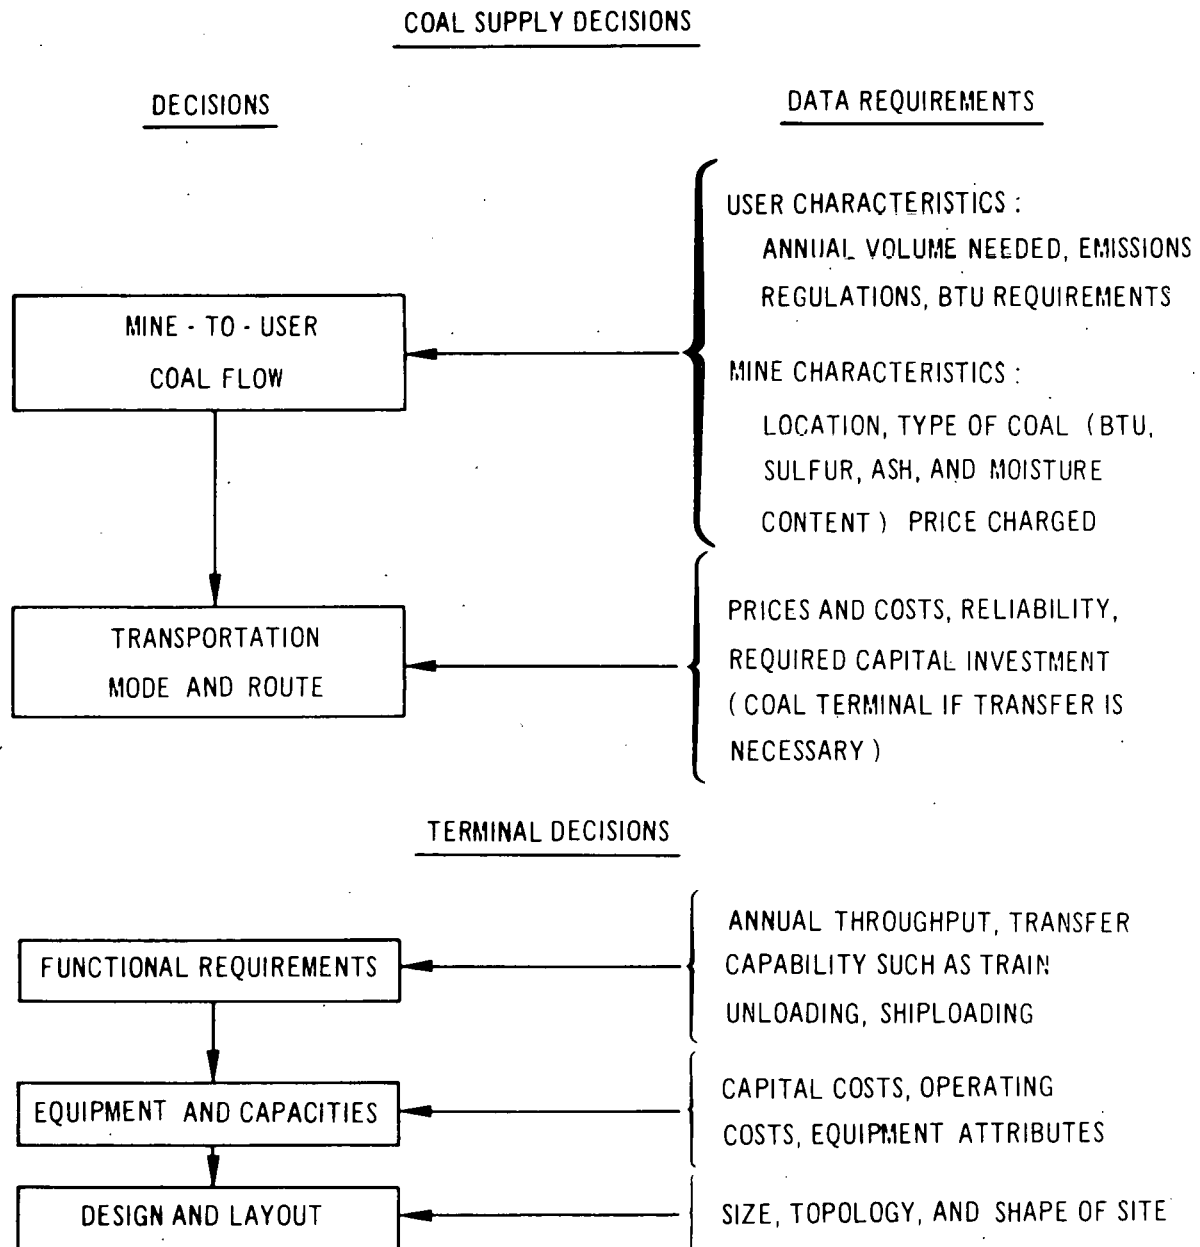 COAL SUPPLY DECISIONS
DECISIONS
DATA REQUIREMENTS
MINE - TO - USER
COAL FLOW
USER CHARACTERISTICS :
ANNUAL VOLUME NEEDED, EMISSIONS
REGULATIONS, BTU REQUIREMENTS
MINE CHARACTERISTICS :
LOCATION, TYPE OF COAL (BTU,
SULFUR, ASH, AND MOISTURE
CONTENT) PRICE CHARGED
TRANSPORTATION
MODE AND ROUTE
PRICES AND COSTS, RELIABILITY,
REQUIRED CAPITAL INVESTMENT
(COAL TERMINAL IF TRANSFER IS
NECESSARY)
TERMINAL DECISIONS
FUNCTIONAL REQUIREMENTS
ANNUAL THROUGHPUT, TRANSFER
CAPABILITY SUCH AS TRAIN
UNLOADING, SHIPLOADING
EQUIPMENT AND CAPACITIES
CAPITAL COSTS, OPERATING
COSTS, EQUIPMENT ATTRIBUTES
DESIGN AND LAYOUT
SIZE, TOPOLOGY, AND SHAPE OF SITE